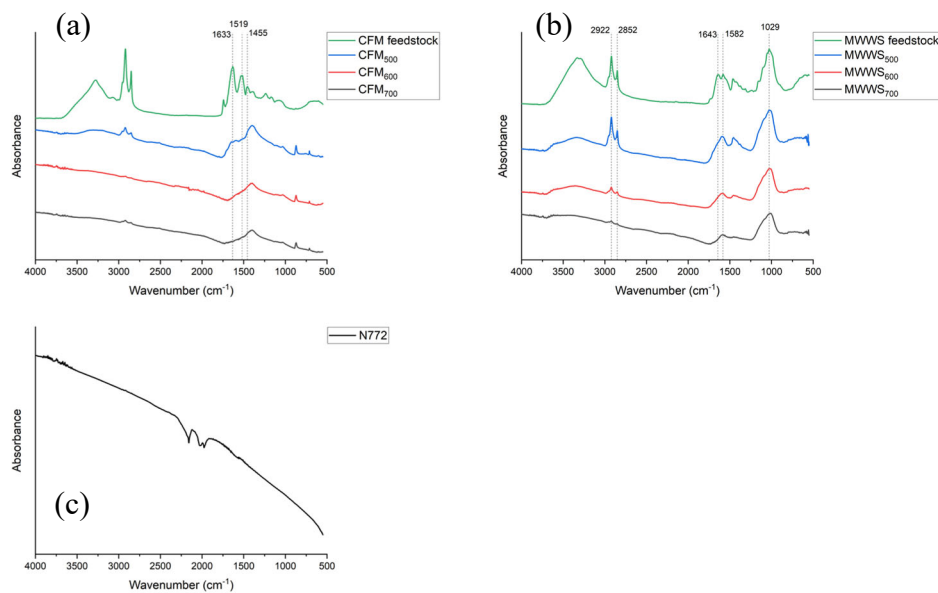 (a)
1519
1633
1455
CFM feedstock
CFM500
CFM600
CFM700
Absorbance
4000 3500 3000 2500 2000 1500 1000 500
Wavenumber (cm-1)
(b)
2922
2852
1643
1582
1029
MWWS feedstock
MWWS500
MWWS600
MWWS700
Absorbance
4000 3500 3000 2500 2000 1500 1000 500
Wavenumber (cm-1)
N772
Absorbance
(c)
4000 3500 3000 2500 2000 1500 1000 500
Wavenumber (cm-1)